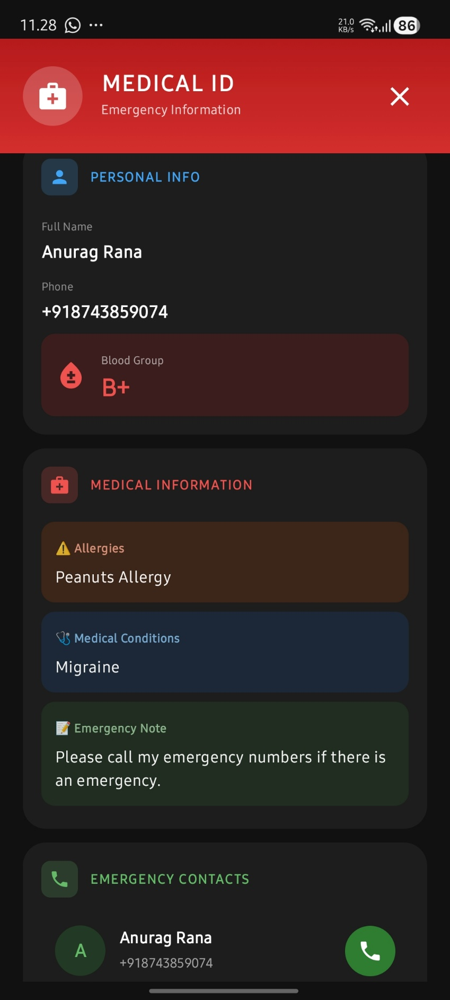 11.28
21.0
KB/s
86
MEDICAL ID
Emergency Information
PERSONAL INFO
Full Name
Anurag Rana
Phone
+918743859074
Blood Group
B+
MEDICAL INFORMATION
⚠️ Allergies
Peanuts Allergy
🩺 Medical Conditions
Migraine
📝 Emergency Note
Please call my emergency numbers if there is
an emergency.
EMERGENCY CONTACTS
A
Anurag Rana
+918743859074